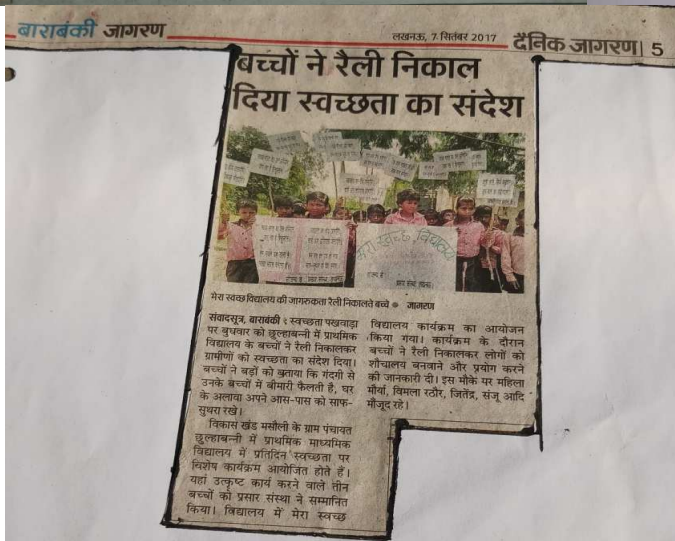 बाराबंकी जागरण
लखनऊ, 7 सितंबर 2017
दैनिक जागरण 5
बच्चों ने रैली निकाल
दिया स्वच्छता का संदेश
मेरा स्वच्छ विद्यालय
मेरा स्वच्छ विद्यालय की जागरुकता रैली निकालते बच्चे ● जागरण
संवादसूत्र, बाराबंकी : स्वच्छता पखवाड़ा
पर बुधवार को छूल्हाबन्नी में प्राथमिक
विद्यालय के बच्चों ने रैली निकालकर
ग्रामीणों को स्वच्छता का संदेश दिया।
बच्चों ने बड़ों को बताया कि गंदगी से
उनके बच्चों में बीमारी फैलती है, घर
के अलावा अपने आस-पास को साफ-
सुथरा रखे।
विकास खंड मसौली के ग्राम पंचायत
छुल्हाबन्नी में प्राथमिक माध्यमिक
विद्यालय में प्रतिदिन स्वच्छता पर
विशेष कार्यक्रम आयोजित होते हैं।
यहां उत्कृष्ट कार्य करने वाले तीन
बच्चों को प्रसार संस्था ने सम्मानित
किया। विद्यालय में मेरा स्वच्छ
विद्यालय कार्यक्रम का आयोजन
किया गया। कार्यक्रम के दौरान
बच्चों ने रैली निकालकर लोगों को
शौचालय बनवाने और प्रयोग करने
की जानकारी दी। इस मौके पर महिला
मौर्या, विमला रठौर, जितेंद्र, संजू आदि
मौजूद रहे।